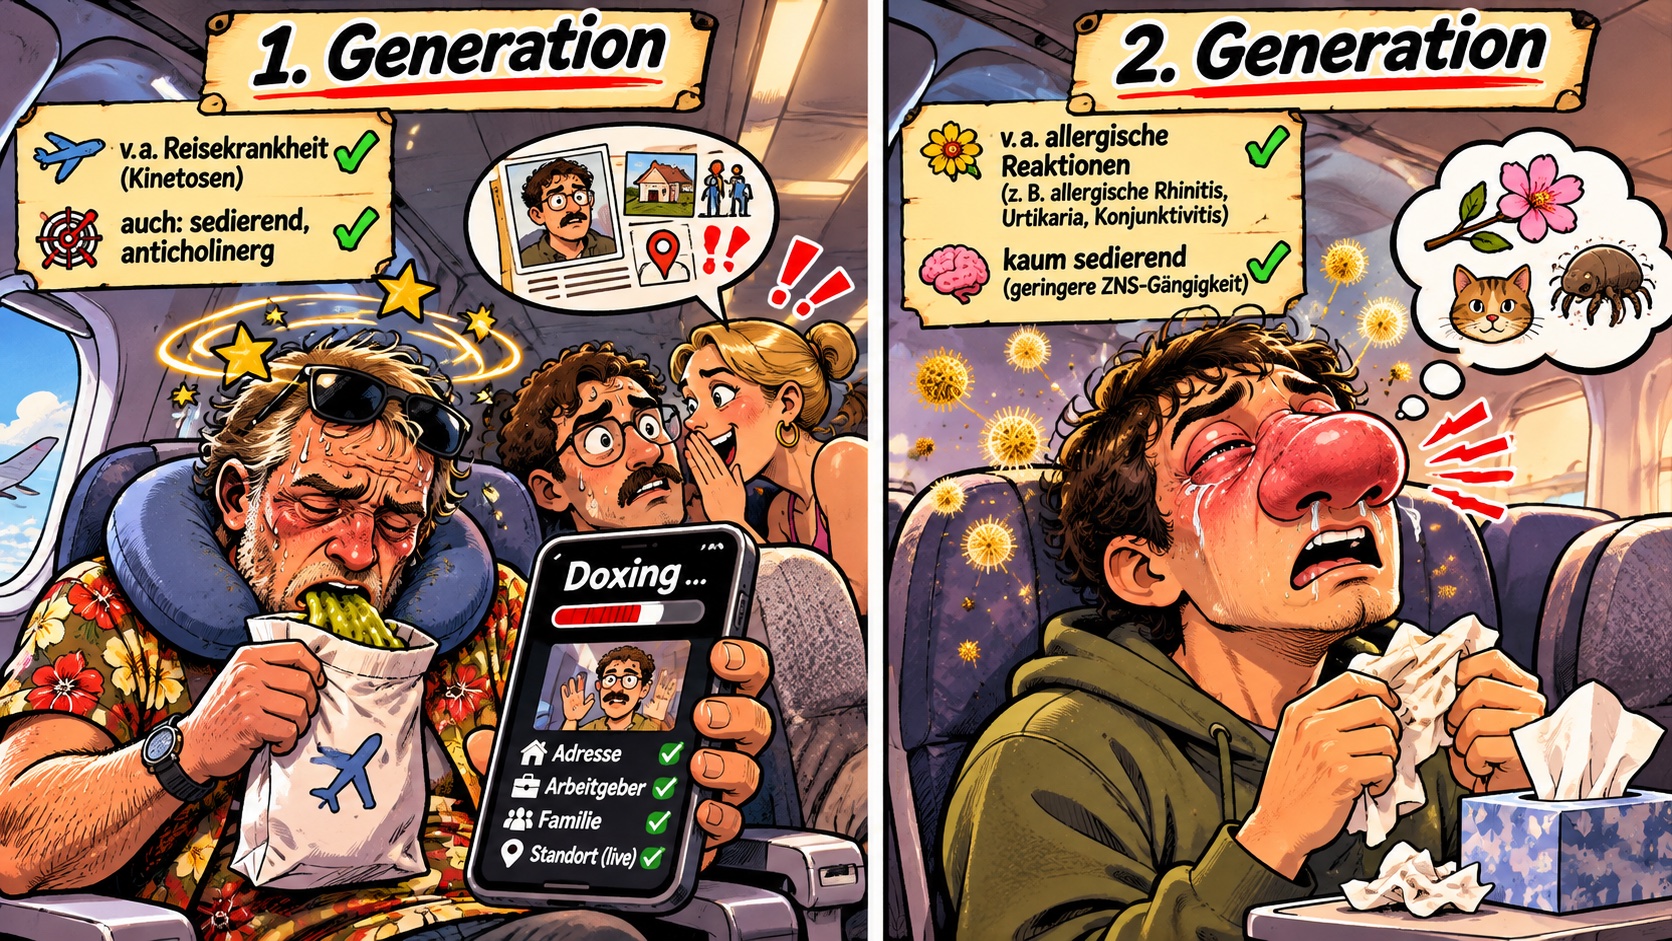 1. Generation
v.a. Reisekrankheit
(Kinetosen)
auch: sedierend,
anticholinerg
!!
!!
Doxing...
Adresse
Arbeitgeber
Familie
Standort (live)
2. Generation
v.a. allergische
Reaktionen
(z. B. allergische Rhinitis,
Urtikaria, Konjunktivitis)
kaum sedierend
(geringere ZNS-Gängigkeit)